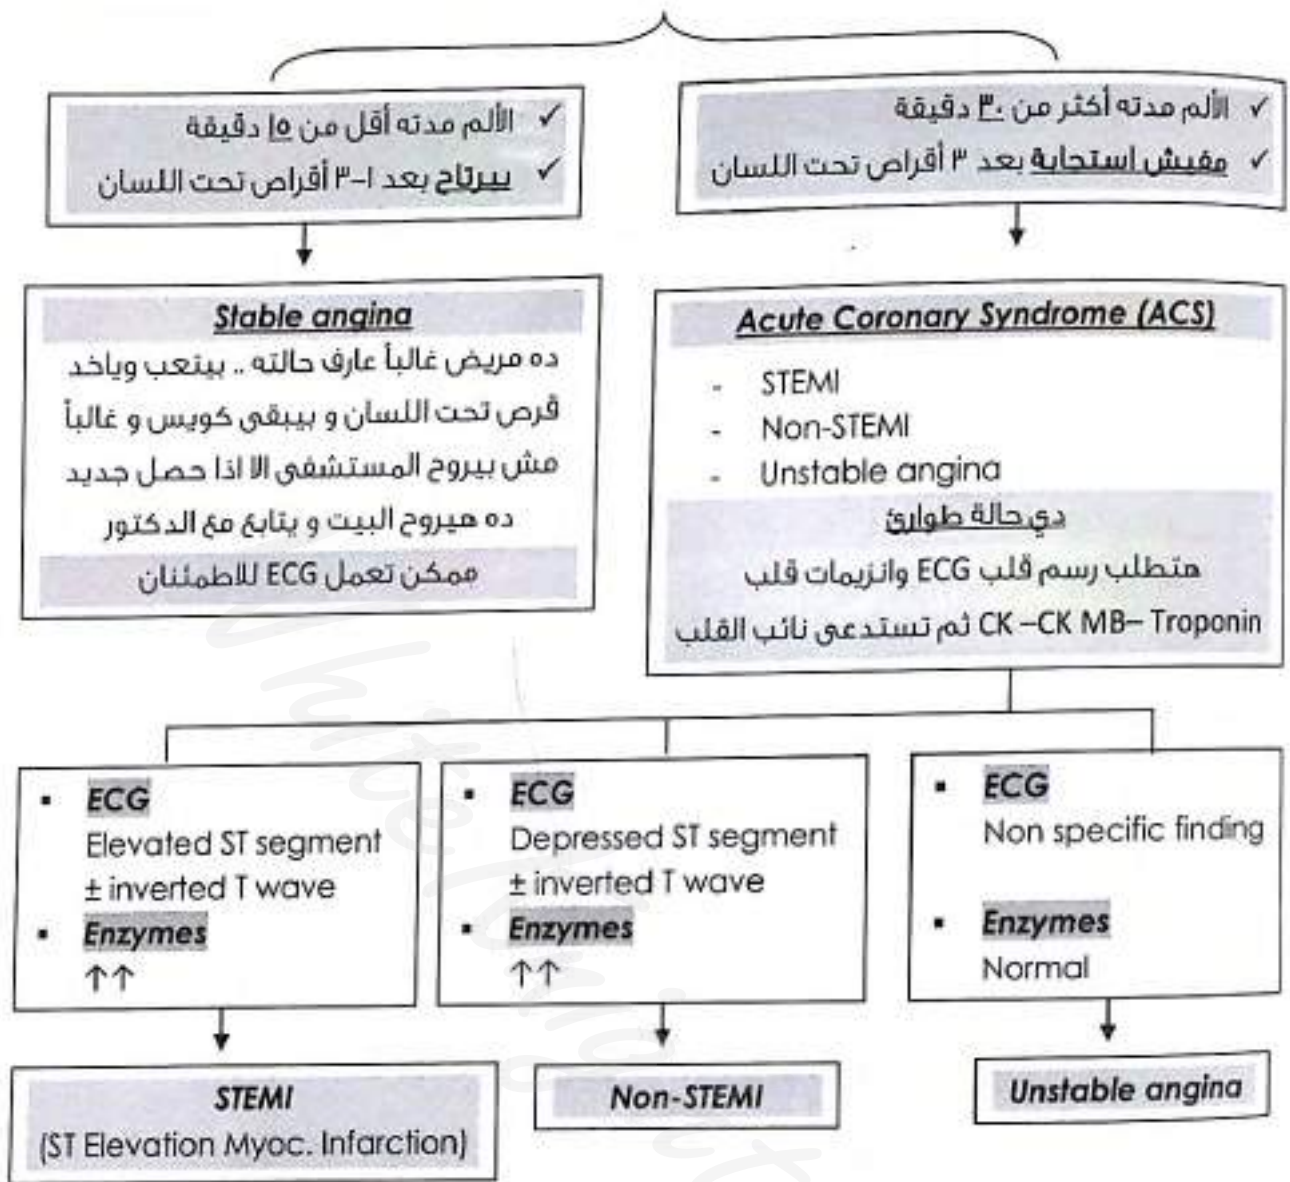 ✓ الألم مدته أقل من ١٥ دقيقة
✓ بيرتاح بعد ١-٣ أقراص تحت اللسان
✓ الألم مدته أكثر من ٣٠ دقيقة
✓ مفيش استجابة بعد ٣ أقراص تحت اللسان
Stable angina
ده مريض غالباً عارف حالته .. بيتعب وياخد
قرص تحت اللسان و بيبقى كويس و غالباً
مش بيروح المستشفى الا اذا حصل جديد
ده هيروح البيت و يتابع مع الدكتور
ممكن تعمل ECG للاطمئنان
Acute Coronary Syndrome (ACS)
- STEMI
- Non-STEMI
- Unstable angina
دي حالة طوارئ
هتطلب رسم قلب ECG وانزيمات قلب
CK –CK MB– Troponin ثم تستدعى نائب القلب
▪ ECG
Elevated ST segment
± inverted T wave
▪ Enzymes
↑↑
▪ ECG
Depressed ST segment
± inverted T wave
▪ Enzymes
↑↑
▪ ECG
Non specific finding
▪ Enzymes
Normal
STEMI
(ST Elevation Myoc. Infarction)
Non-STEMI
Unstable angina